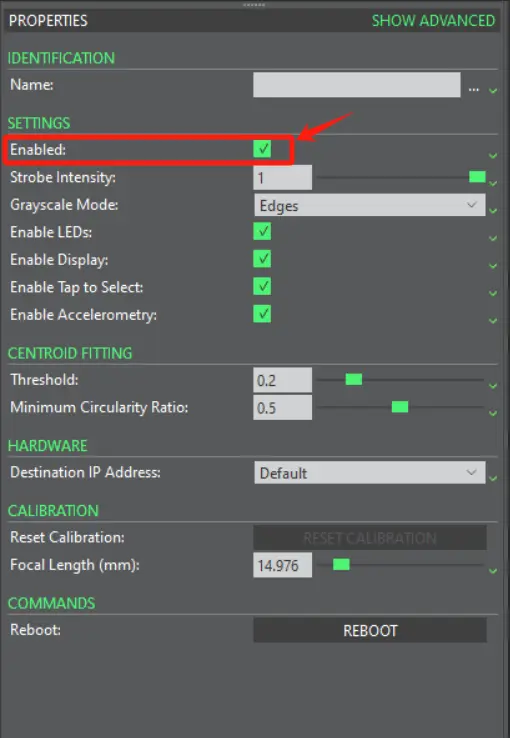 PROPERTIES SHOW ADVANCED
IDENTIFICATION
Name: ...
SETTINGS
Enabled:
Strobe Intensity: 1
Grayscale Mode: Edges
Enable LEDs:
Enable Display:
Enable Tap to Select:
Enable Accelerometry:
CENTROID FITTING
Threshold: 0.2
Minimum Circularity Ratio: 0.5
HARDWARE
Destination IP Address: Default
CALIBRATION
Reset Calibration: RESET CALIBRATION
Focal Length (mm): 14.976
COMMANDS
Reboot: REBOOT